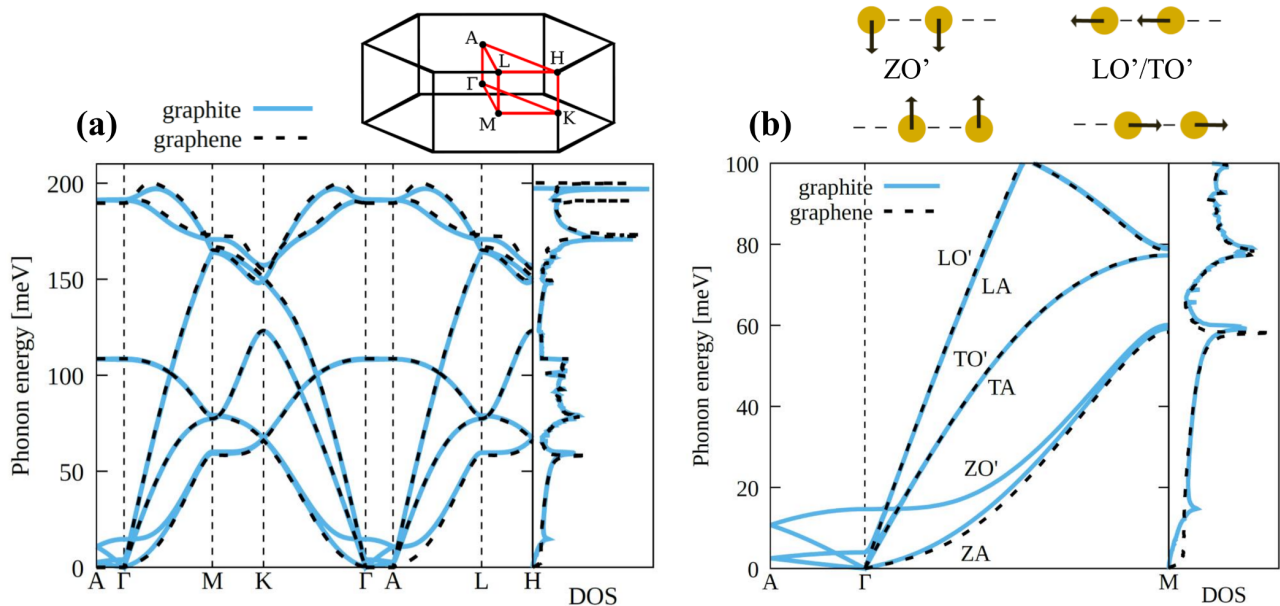 (a)
graphite
graphene
A
L
H
Γ
M
K
Phonon energy [meV]
200
150
100
50
0
A Γ M K Γ A L H
DOS
ZO' LO'/TO'
(b)
graphite
graphene
Phonon energy [meV]
100
80
60
40
20
0
LO'
LA
TO'
TA
ZO'
ZA
A Γ M
DOS